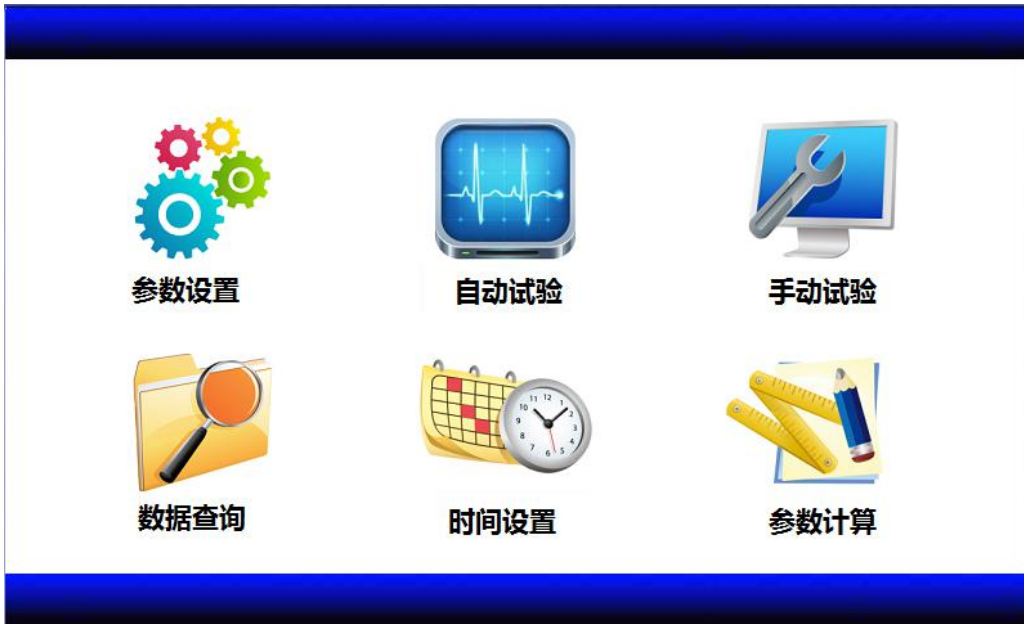 参数设置
自动试验
手动试验
数据查询
时间设置
参数计算